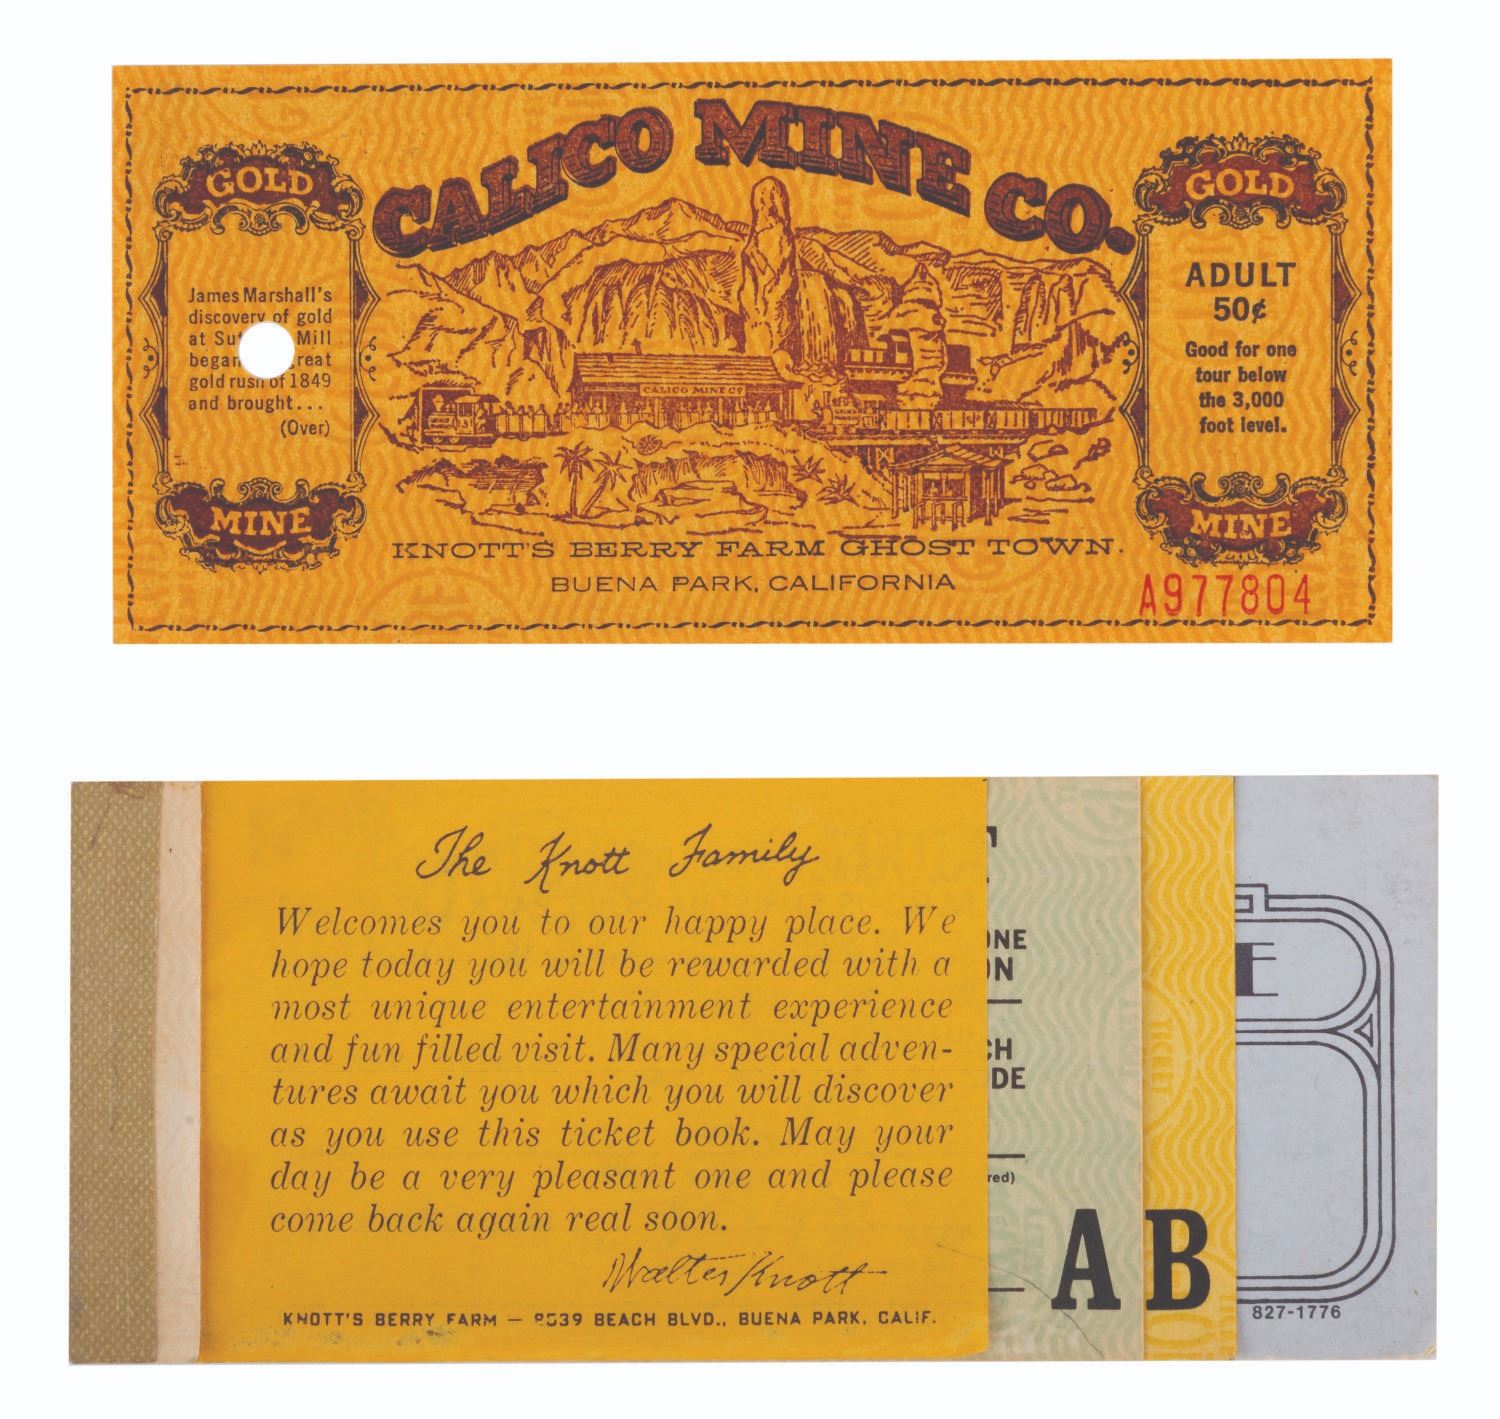 CALICO MINE CO.
GOLD
James Marshall's
discovery of gold
at Su Mill
began reat
gold rush of 1849
and brought...
(Over)
MINE
CALICO MINE CO
KNOTT'S BERRY FARM GHOST TOWN.
BUENA PARK, CALIFORNIA
GOLD
ADULT
50¢
Good for one
tour below
the 3,000
foot level.
MINE
A977804
The Knott Family
Welcomes you to our happy place. We
hope today you will be rewarded with a
most unique entertainment experience
and fun filled visit. Many special adven-
tures await you which you will discover
as you use this ticket book. May your
day be a very pleasant one and please
come back again real soon.
Walter Knott
KNOTT'S BERRY FARM — 8039 BEACH BLVD., BUENA PARK, CALIF.
NE
ON
CH
DE
red)
A
B
E
827-1776